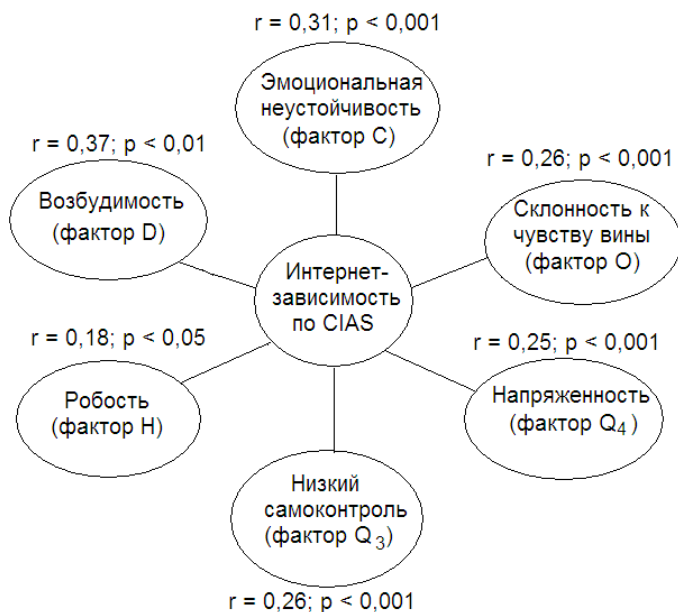 r = 0,31; p < 0,001
Эмоциональная
неустойчивость
(фактор С)
r = 0,37; p < 0,01
Возбудимость
(фактор D)
r = 0,26; p < 0,001
Склонность к
чувству вины
(фактор О)
Интернет-
зависимость
по CIAS
r = 0,18; p < 0,05
Робость
(фактор Н)
r = 0,25; p < 0,001
Напряженность
(фактор Q4)
Низкий
самоконтроль
(фактор Q3)
r = 0,26; p < 0,001